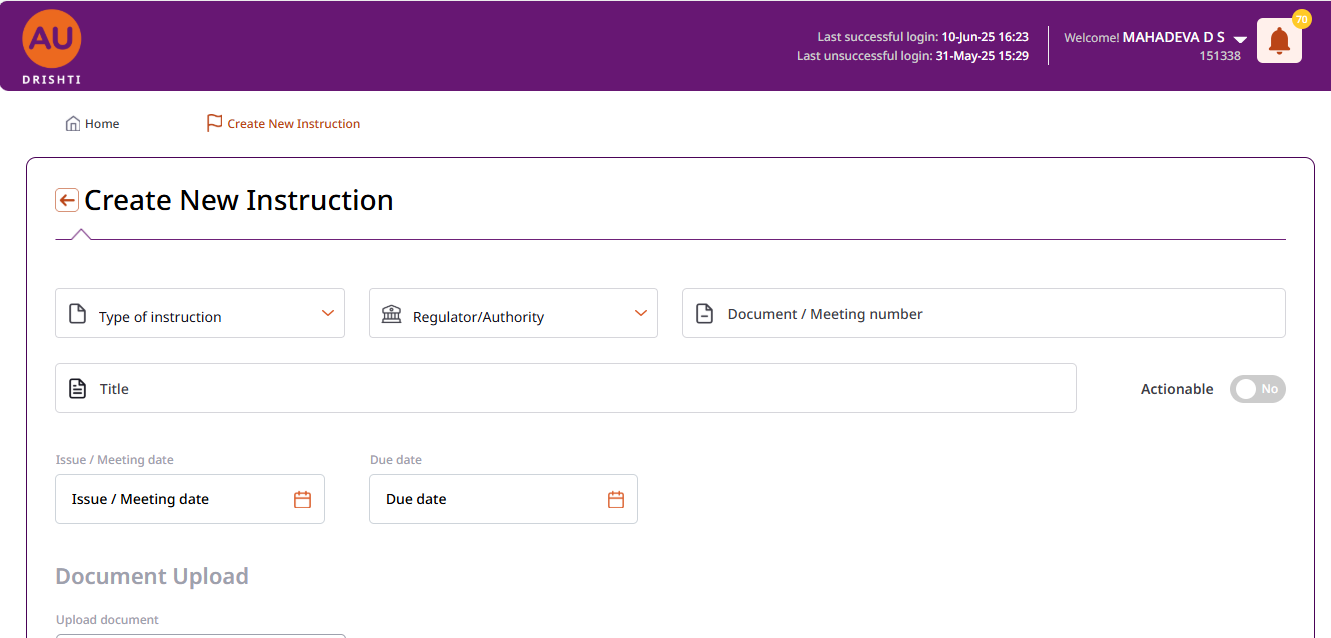 AU
DRISHTI
Last successful login: 10-Jun-25 16:23
Last unsuccessful login: 31-May-25 15:29
Welcome! MAHADEVA D S
151338
70
Home
Create New Instruction
Create New Instruction
Type of instruction
Regulator/Authority
Document / Meeting number
Title
Actionable
No
Issue / Meeting date
Due date
Issue / Meeting date
Due date
Document Upload
Upload document